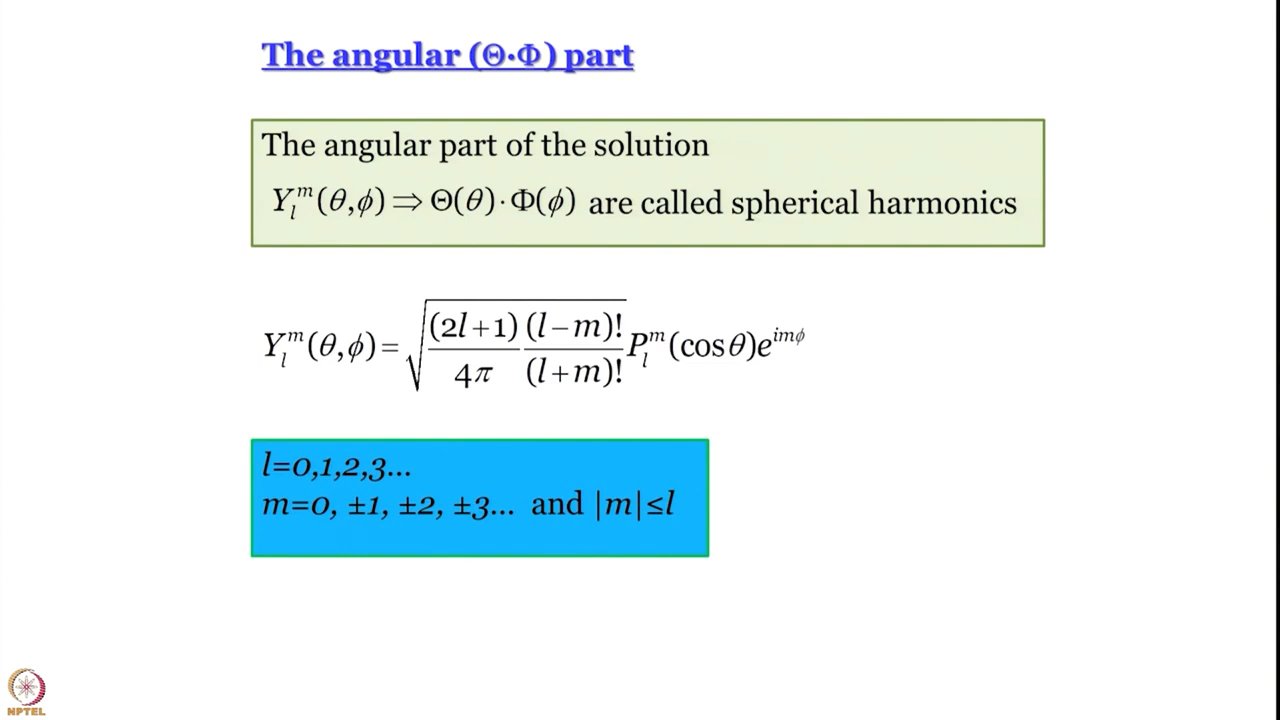 The angular (Θ·Φ) part
The angular part of the solution
Y_l^m(θ,ϕ) ⇒ Θ(θ)·Φ(ϕ) are called spherical harmonics
Y_l^m(θ,ϕ) = √((2l+1)/4π (l−m)!/(l+m)!) P_l^m(cosθ)e^{imϕ}
l=0,1,2,3...
m=0, ±1, ±2, ±3... and |m|≤l
NPTEL